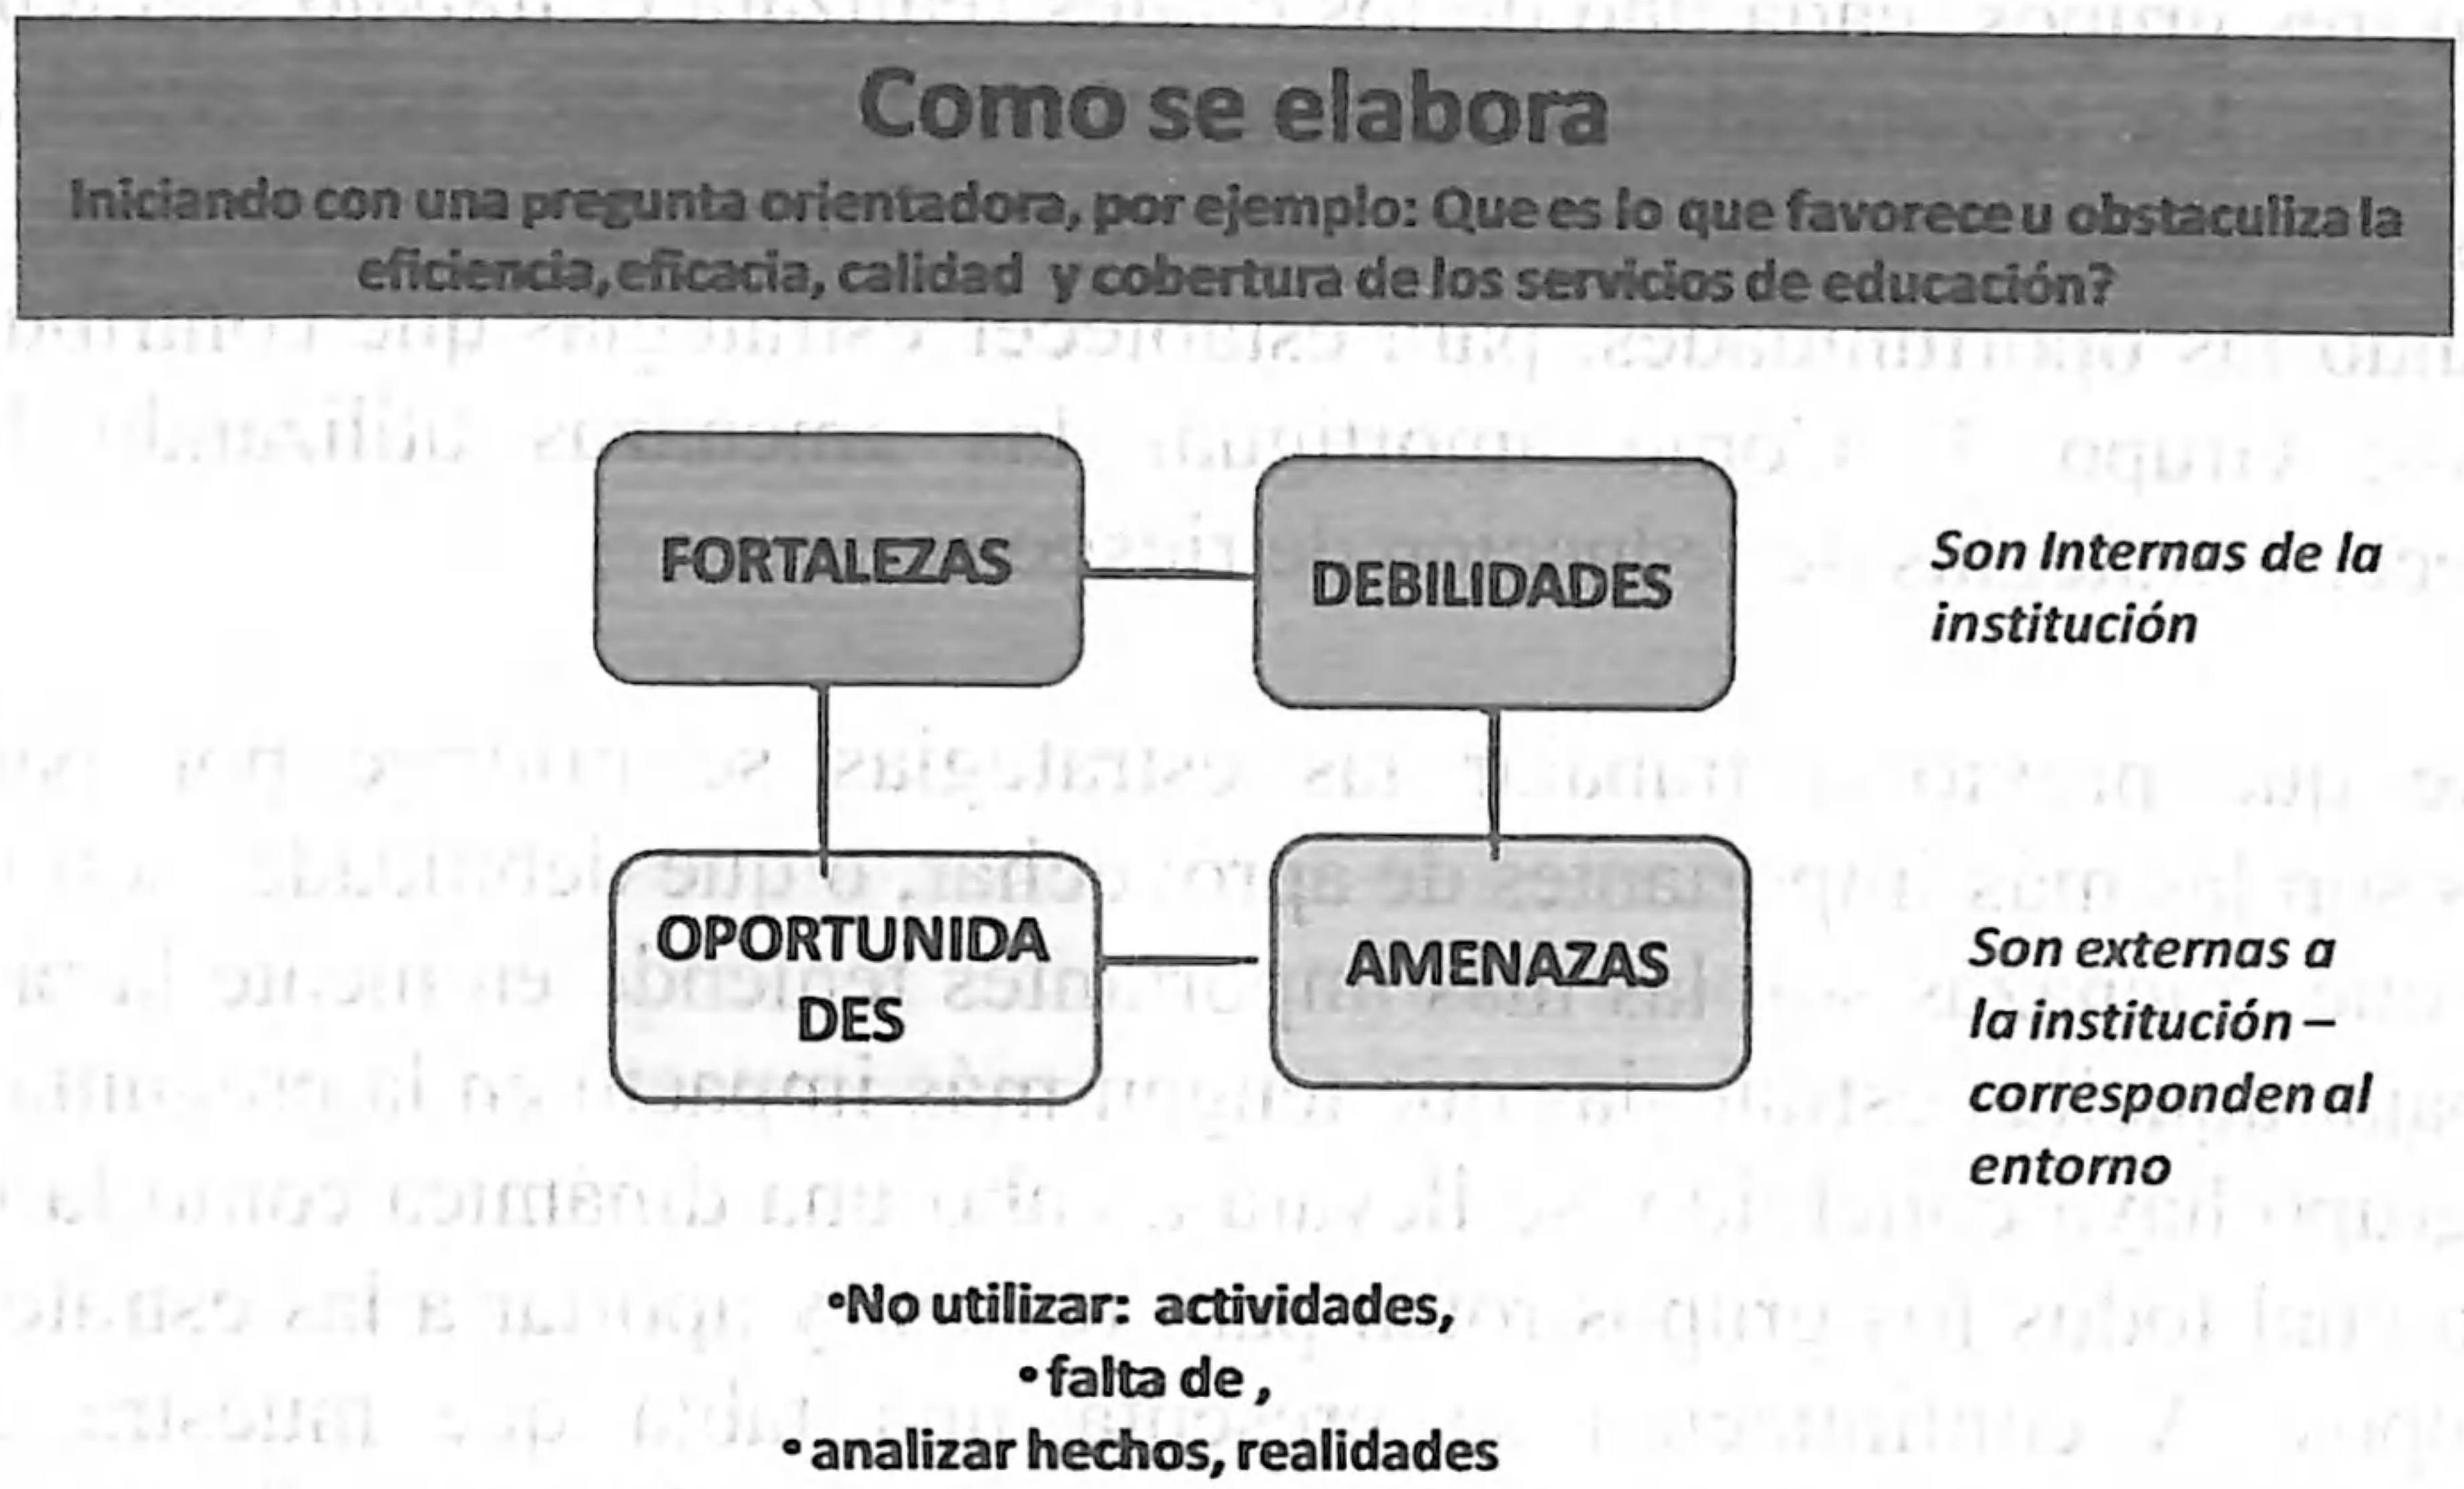 Como se elabora
Iniciando con una pregunta orientadora, por ejemplo: Que es lo que favorece u obstaculiza la
eficiencia, eficacia, calidad y cobertura de los servicios de educación?
FORTALEZAS
DEBILIDADES
Son Internas de la
institución
OPORTUNIDA
DES
AMENAZAS
Son externas a
la institución –
corresponden al
entorno
•No utilizar: actividades,
• falta de ,
• analizar hechos, realidades